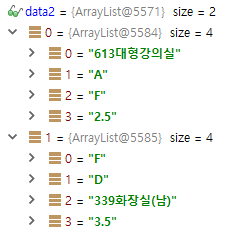 data2 = {ArrayList@5571} size = 2
0 = {ArrayList@5584} size = 4
0 = "613대형강의실"
1 = "A"
2 = "F"
3 = "2.5"
1 = {ArrayList@5585} size = 4
0 = "F"
1 = "D"
2 = "339화장실(남)"
3 = "3.5"